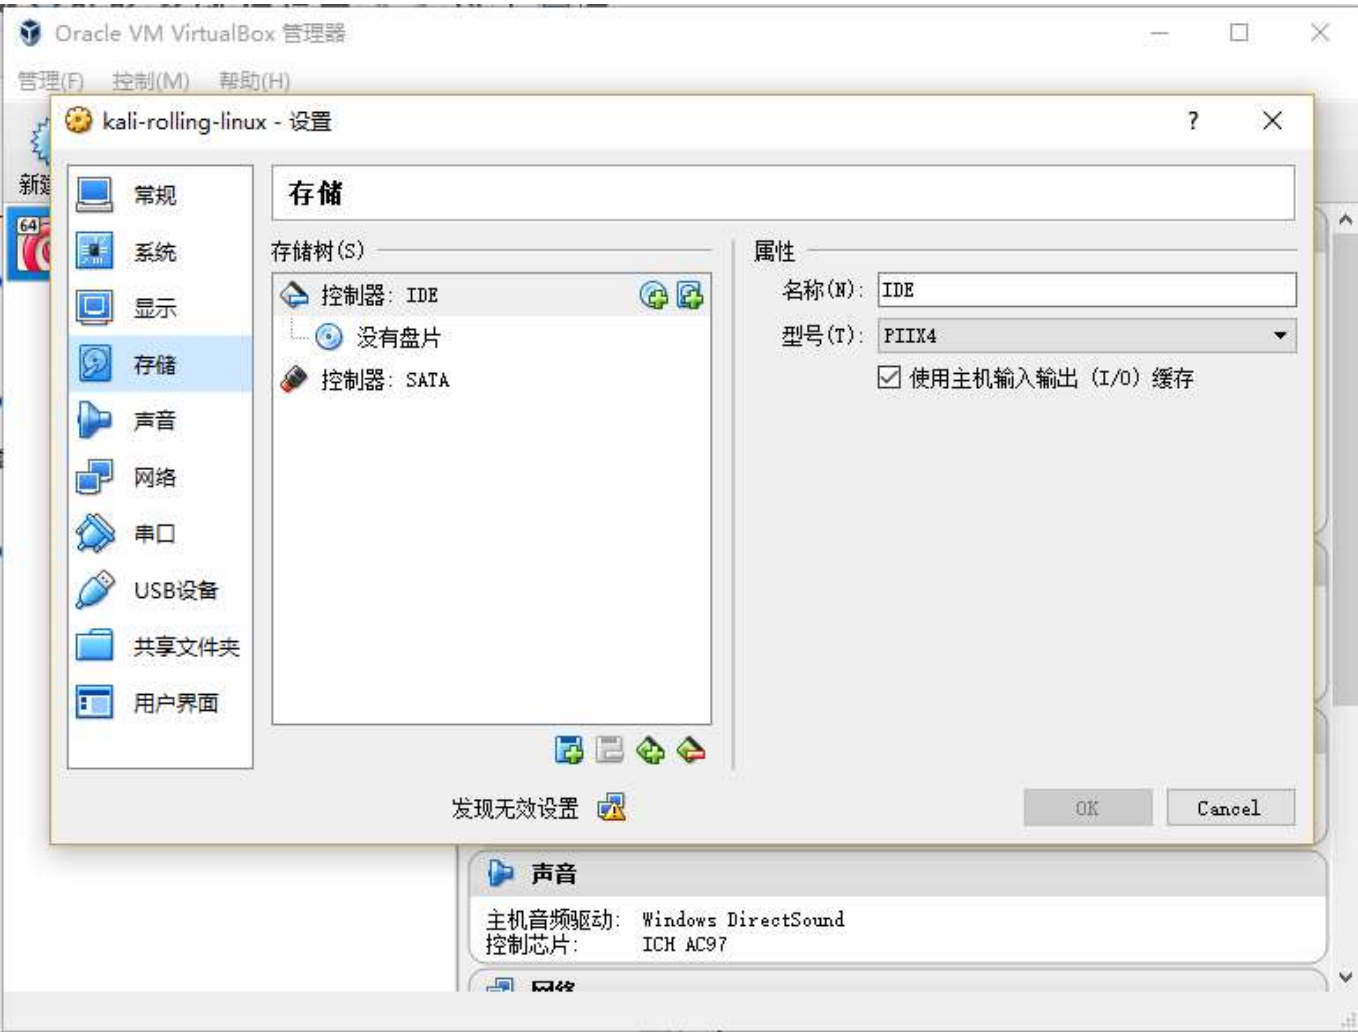 Oracle VM VirtualBox 管理器
管理(F) 控制(M) 帮助(H)
kali-rolling-linux - 设置
?
新建
64
常规
系统
显示
存储
声音
网络
串口
USB设备
共享文件夹
用户界面
存储
存储树(S)
控制器: IDE
没有盘片
控制器: SATA
属性
名称(N): IDE
型号(T): PIIX4
使用主机输入输出 (I/O) 缓存
发现无效设置
OK
Cancel
声音
主机音频驱动: Windows DirectSound
控制芯片: ICH AC97
网络